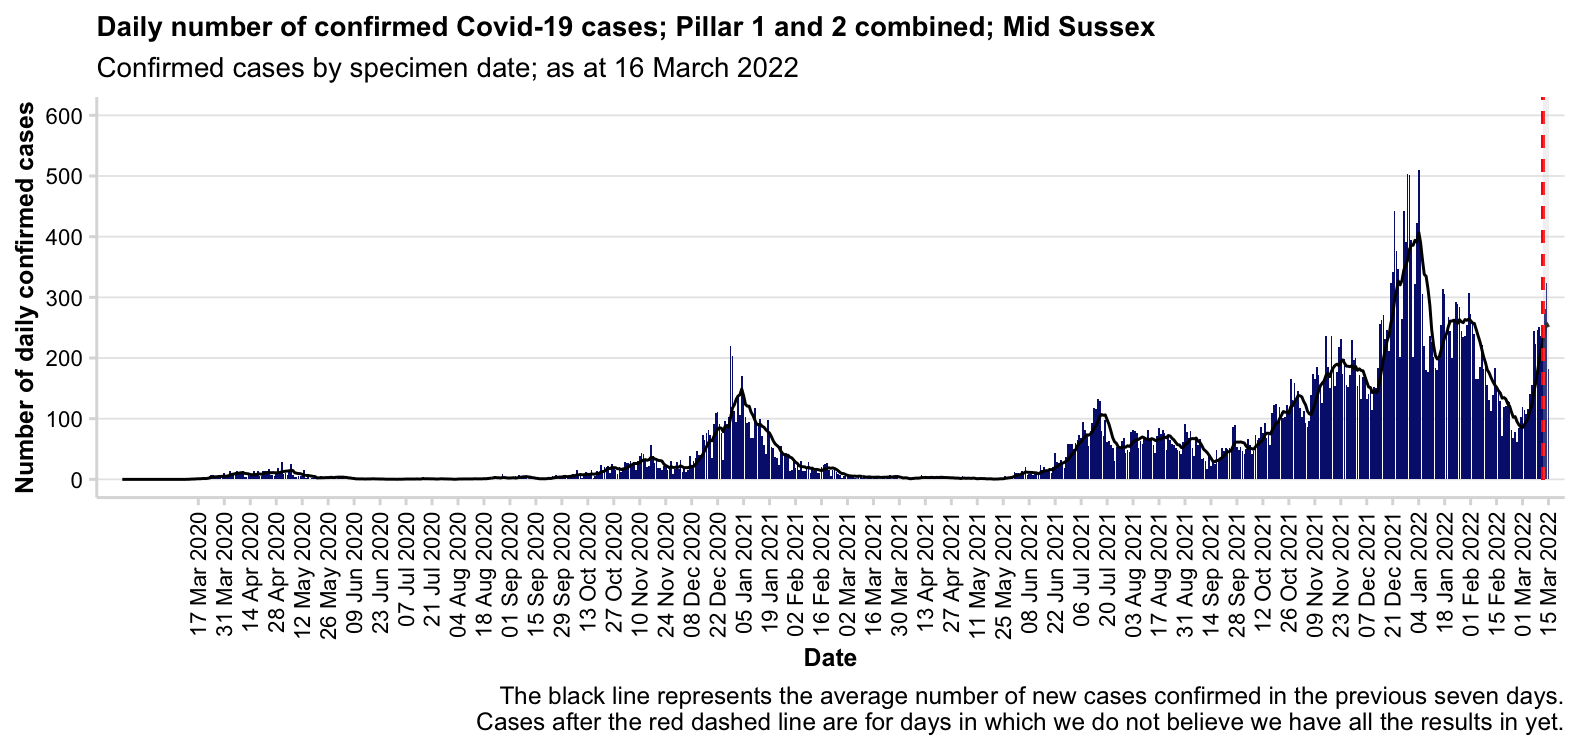 Daily number of confirmed Covid-19 cases; Pillar 1 and 2 combined; Mid Sussex
Confirmed cases by specimen date; as at 16 March 2022
Number of daily confirmed cases
600
500
400
300
200
100
0
17 Mar 2020
31 Mar 2020
14 Apr 2020
28 Apr 2020
12 May 2020
26 May 2020
09 Jun 2020
23 Jun 2020
07 Jul 2020
21 Jul 2020
04 Aug 2020
18 Aug 2020
01 Sep 2020
15 Sep 2020
29 Sep 2020
13 Oct 2020
27 Oct 2020
10 Nov 2020
24 Nov 2020
08 Dec 2020
22 Dec 2020
05 Jan 2021
19 Jan 2021
02 Feb 2021
16 Feb 2021
02 Mar 2021
16 Mar 2021
30 Mar 2021
13 Apr 2021
27 Apr 2021
11 May 2021
25 May 2021
08 Jun 2021
22 Jun 2021
06 Jul 2021
20 Jul 2021
03 Aug 2021
17 Aug 2021
31 Aug 2021
14 Sep 2021
28 Sep 2021
12 Oct 2021
26 Oct 2021
09 Nov 2021
23 Nov 2021
07 Dec 2021
21 Dec 2021
04 Jan 2022
18 Jan 2022
01 Feb 2022
15 Feb 2022
01 Mar 2022
15 Mar 2022
Date
The black line represents the average number of new cases confirmed in the previous seven days.
Cases after the red dashed line are for days in which we do not believe we have all the results in yet.